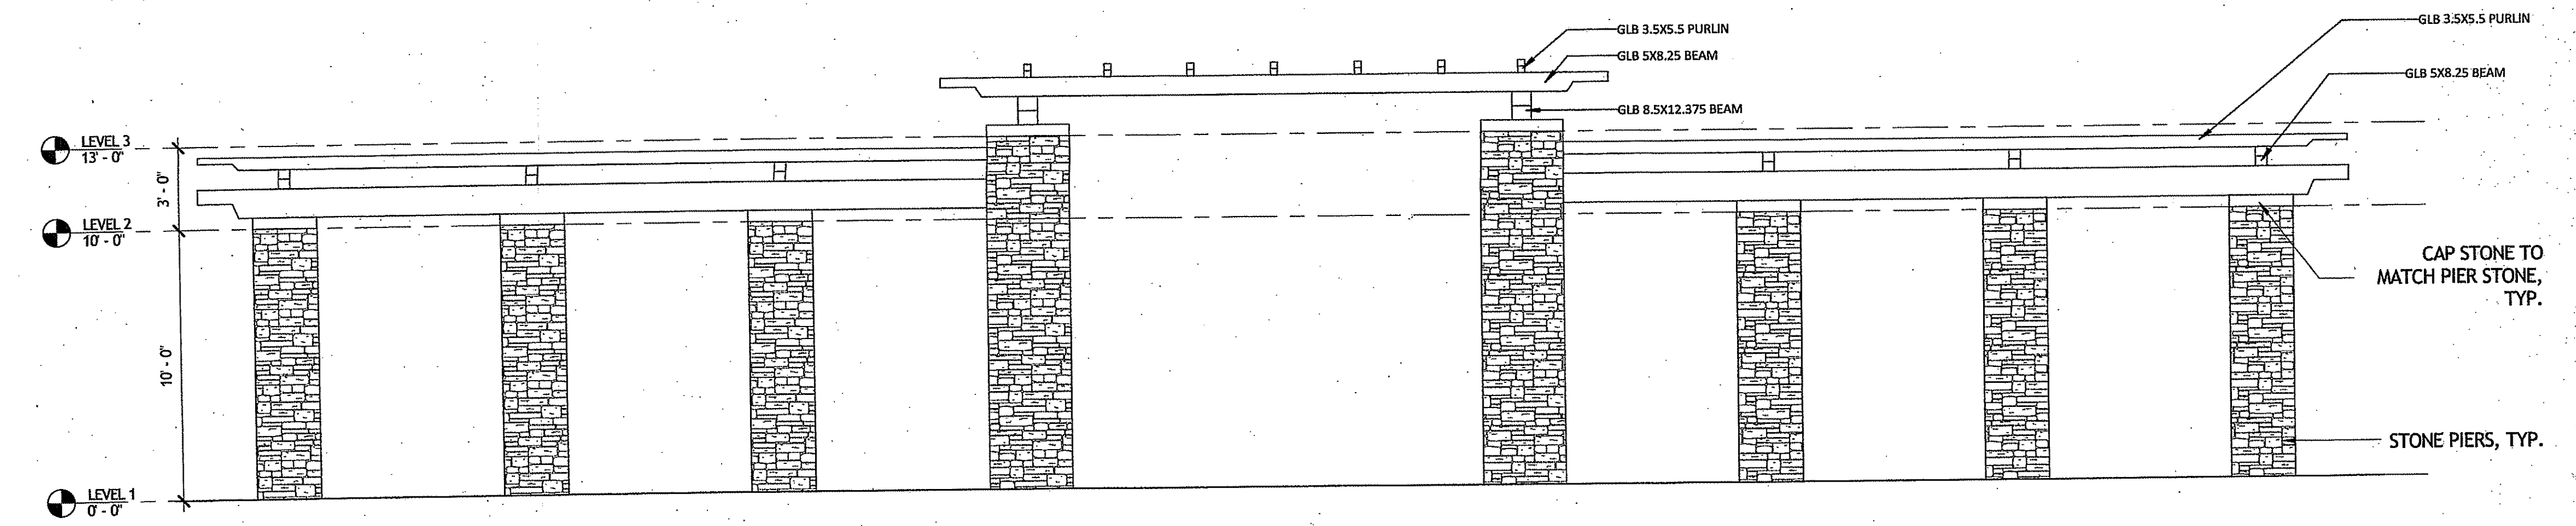 GLB 3.5X5.5 PURLIN
GLB 5X8.25 BEAM
GLB 8.5X12.375 BEAM
GLB 3.5X5.5 PURLIN
GLB 5X8.25 BEAM
LEVEL 3
13' - 0"
3' - 0"
LEVEL 2
10' - 0"
10' - 0"
LEVEL 1
0' - 0"
CAP STONE TO
MATCH PIER STONE,
TYP.
STONE PIERS, TYP.